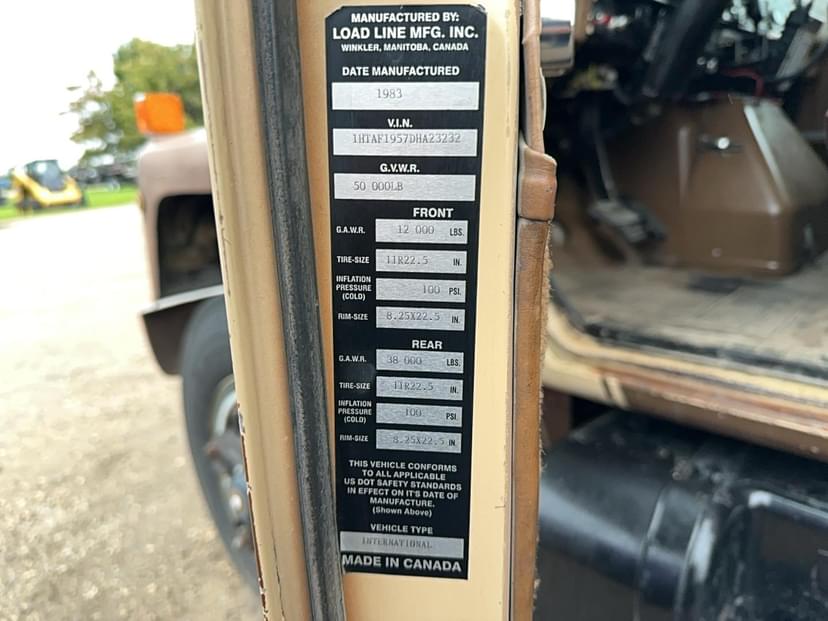 MANUFACTURED BY:
LOAD LINE MFG. INC.
WINKLER, MANITOBA, CANADA
DATE MANUFACTURED
1983
V.I.N.
1HTAF1957DHA23232
G.V.W.R.
50 000LB
FRONT
G.A.W.R. 12 000 LBS.
TIRE-SIZE 11R22.5 IN.
INFLATION
PRESSURE 100 PSI.
(COLD)
RIM-SIZE 8.25X22.5 IN.
REAR
G.A.W.R. 38 000 LBS.
TIRE-SIZE 11R22.5 IN.
INFLATION
PRESSURE 100 PSI.
(COLD)
RIM-SIZE 8.25X22.5 IN.
THIS VEHICLE CONFORMS
TO ALL APPLICABLE
US DOT SAFETY STANDARDS
IN EFFECT ON IT'S DATE OF
MANUFACTURE.
(Shown Above)
VEHICLE TYPE
INTERNATIONAL
MADE IN CANADA